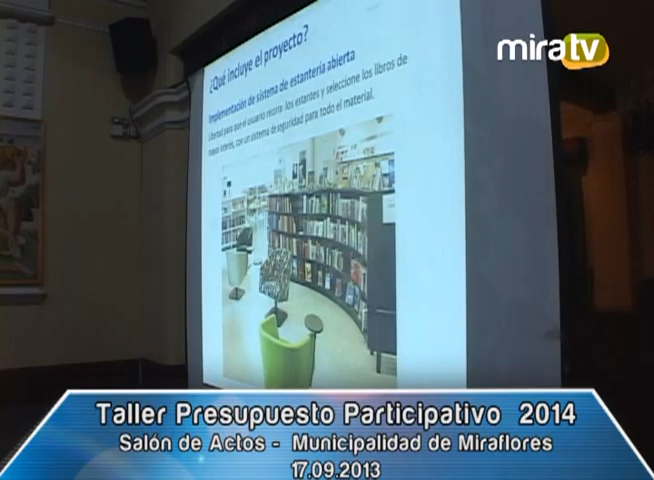 miratv
¿Qué incluye el proyecto?
Implementación de sistema de estantería abierta
Libertad para que el usuario recorra los estantes y seleccione los libros de
mayor interés, con un sistema de seguridad para todo el material.
Taller Presupuesto Participativo 2014
Salón de Actos - Municipalidad de Miraflores
17.09.2013